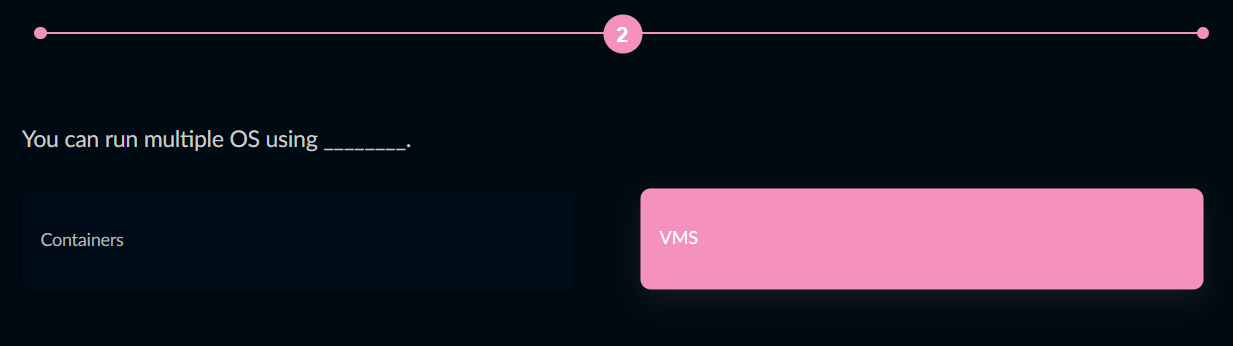 2
You can run multiple OS using ________.
Containers
VMS